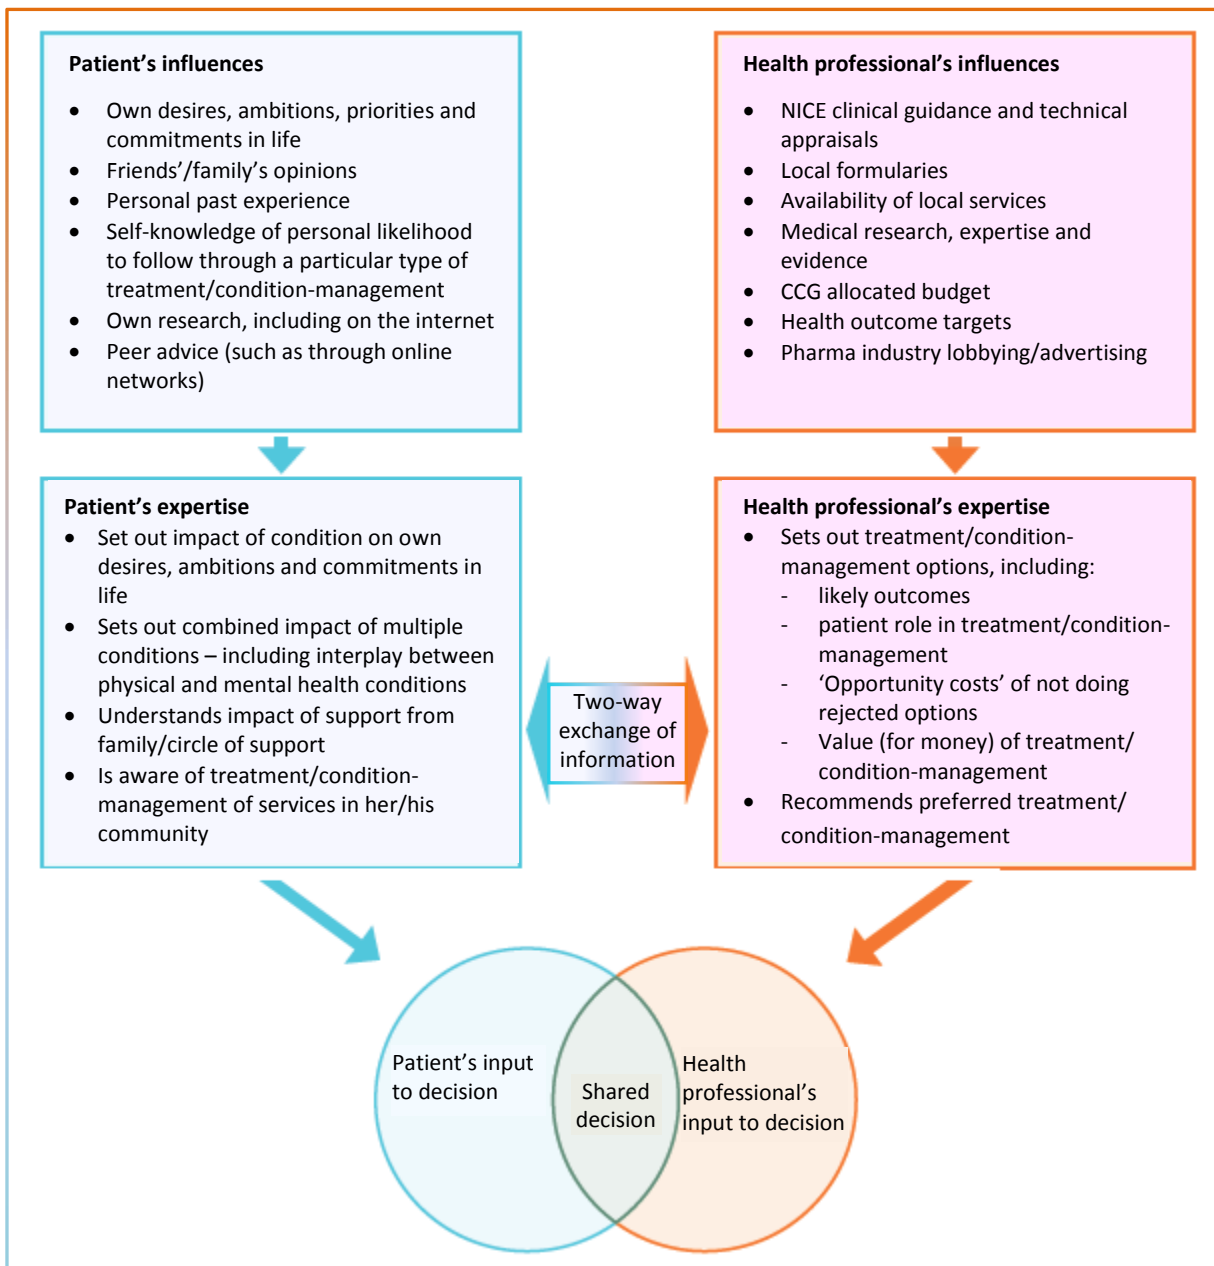 Patient’s influences
• Own desires, ambitions, priorities and
commitments in life
• Friends’/family’s opinions
• Personal past experience
• Self-knowledge of personal likelihood
to follow through a particular type of
treatment/condition-management
• Own research, including on the internet
• Peer advice (such as through online
networks)
Health professional’s influences
• NICE clinical guidance and technical
appraisals
• Local formularies
• Availability of local services
• Medical research, expertise and
evidence
• CCG allocated budget
• Health outcome targets
• Pharma industry lobbying/advertising
Patient’s expertise
• Set out impact of condition on own
desires, ambitions and commitments in
life
• Sets out combined impact of multiple
conditions – including interplay between
physical and mental health conditions
• Understands impact of support from
family/circle of support
• Is aware of treatment/condition-
management of services in her/his
community
Two-way
exchange of
information
Health professional’s expertise
• Sets out treatment/condition-
management options, including:
- likely outcomes
- patient role in treatment/condition-
management
- ‘Opportunity costs’ of not doing
rejected options
- Value (for money) of treatment/
condition-management
• Recommends preferred treatment/
condition-management
Patient’s input
to decision
Shared
decision
Health
professional’s
input to decision